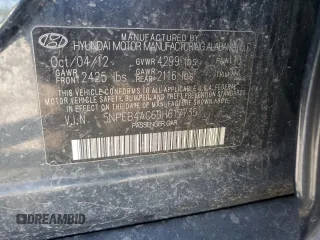 HYUNDAI MOTOR MANUFACTURING ALABAMA, LLC
Oct/04/12 GVWR 4299 lbs
GAWR FRONT 2425 lbs GAWR REAR 2116 lbs
THIS VEHICLE CONFORMS TO ALL APPLICABLE U.S.A. FEDERAL
MOTOR VEHICLE SAFETY, BUMPER, AND THEFT PREVENTION
STANDARDS IN EFFECT ON THE DATE OF MANUFACTURE SHOWN ABOVE.
V.I.N.
PASSENGER CAR
DREAMBID